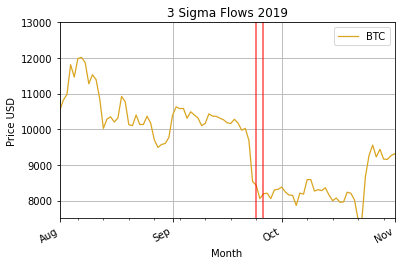 3 Sigma Flows 2019
13000
12000
11000
10000
9000
8000
Price USD
BTC
Aug
Sep
Oct
Nov
Month